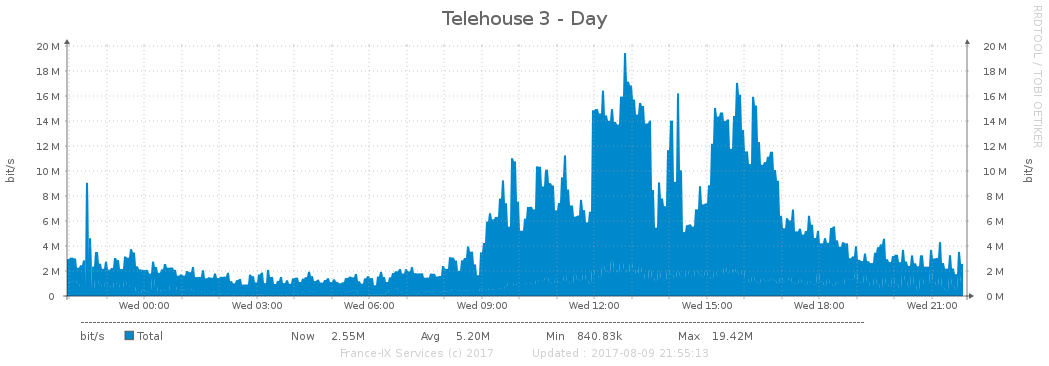 Telehouse 3 - Day
RRDTOOL / TOBI OETIKER
bit/s
20 M 20 M
18 M 18 M
16 M 16 M
14 M 14 M
12 M 12 M
10 M 10 M
8 M 8 M
6 M 6 M
4 M 4 M
2 M 2 M
0 0 M
bit/s
Wed 00:00 Wed 03:00 Wed 06:00 Wed 09:00 Wed 12:00 Wed 15:00 Wed 18:00 Wed 21:00
bit/s Total Now 2.55M Avg 5.20M Min 840.83k Max 19.42M
France-IX Services (c) 2017 Updated : 2017-08-09 21:55:13